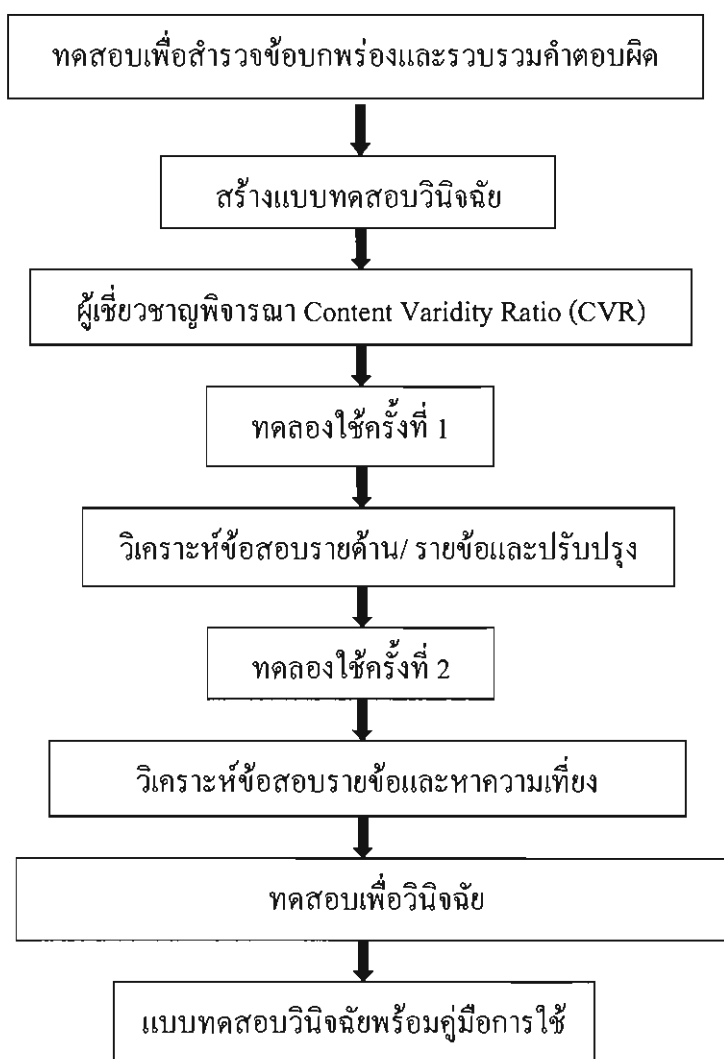 ทดสอบเพื่อสำรวจข้อบกพร่องและรวบรวมคำตอบผิด
สร้างแบบทดสอบวินิจฉัย
ผู้เชี่ยวชาญพิจารณา Content Varidity Ratio (CVR)
ทดลองใช้ครั้งที่ 1
วิเคราะห์ข้อสอบรายด้าน/ รายข้อและปรับปรุง
ทดลองใช้ครั้งที่ 2
วิเคราะห์ข้อสอบรายข้อและหาความเที่ยง
ทดสอบเพื่อวินิจฉัย
แบบทดสอบวินิจฉัยพร้อมคู่มือการใช้